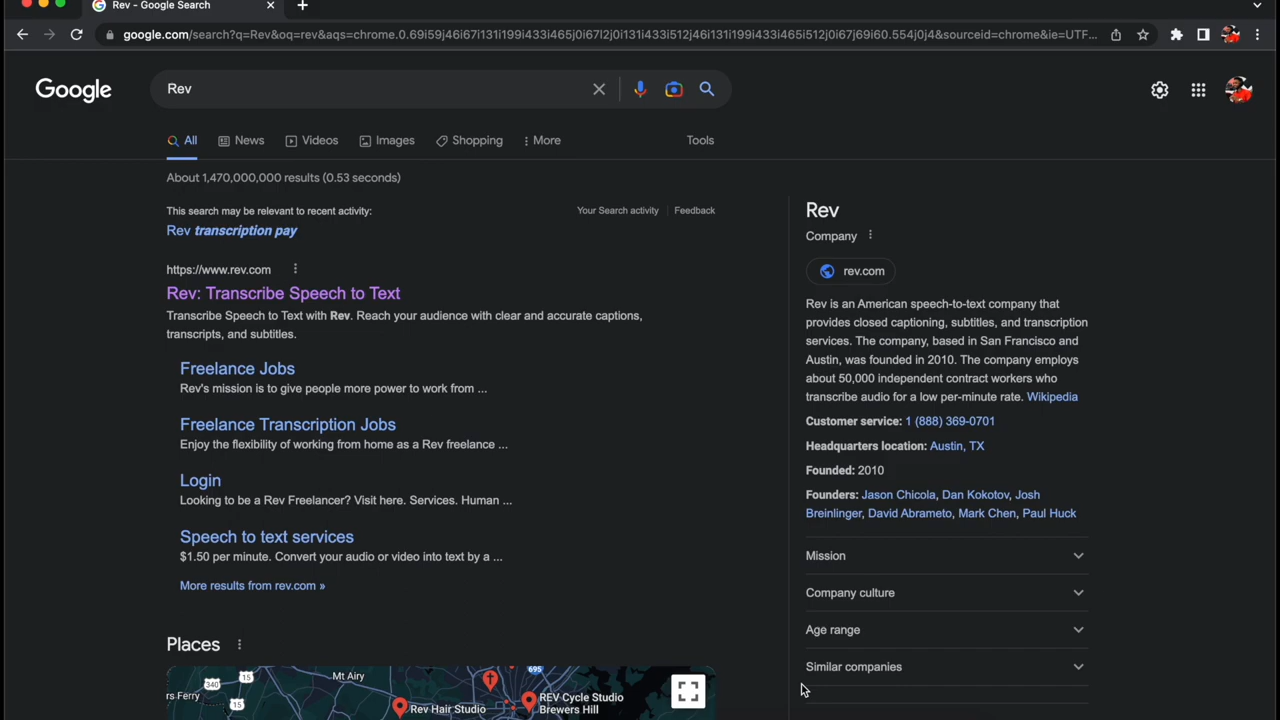 Rev - Google Search
google.com/search?q=Rev&oq=rev&aqs=chrome.0.69i59j46i67i131i199i433i465j0i67l2j0i131i433i512j46i131i199i433i465i512j0i67j69i60.554j0j4&sourceid=chrome&ie=UTF...
Google
Rev
All
News
Videos
Images
Shopping
More
Tools
About 1,470,000,000 results (0.53 seconds)
This search may be relevant to recent activity:
Your Search activity
Feedback
Rev transcription pay
https://www.rev.com
Rev: Transcribe Speech to Text
Transcribe Speech to Text with Rev. Reach your audience with clear and accurate captions,
transcripts, and subtitles.
Freelance Jobs
Rev's mission is to give people more power to work from ...
Freelance Transcription Jobs
Enjoy the flexibility of working from home as a Rev freelance ...
Login
Looking to be a Rev Freelancer? Visit here. Services. Human ...
Speech to text services
$1.50 per minute. Convert your audio or video into text by a ...
More results from rev.com »
Places
Mt Airy
695
340
15
rs Ferry
15
Rev Hair Studio
REV Cycle Studio
Brewers Hill
Rev
Company
rev.com
Rev is an American speech-to-text company that
provides closed captioning, subtitles, and transcription
services. The company, based in San Francisco and
Austin, was founded in 2010. The company employs
about 50,000 independent contract workers who
transcribe audio for a low per-minute rate. Wikipedia
Customer service: 1 (888) 369-0701
Headquarters location: Austin, TX
Founded: 2010
Founders: Jason Chicola, Dan Kokotov, Josh
Breinlinger, David Abrameto, Mark Chen, Paul Huck
Mission
Company culture
Age range
Similar companies